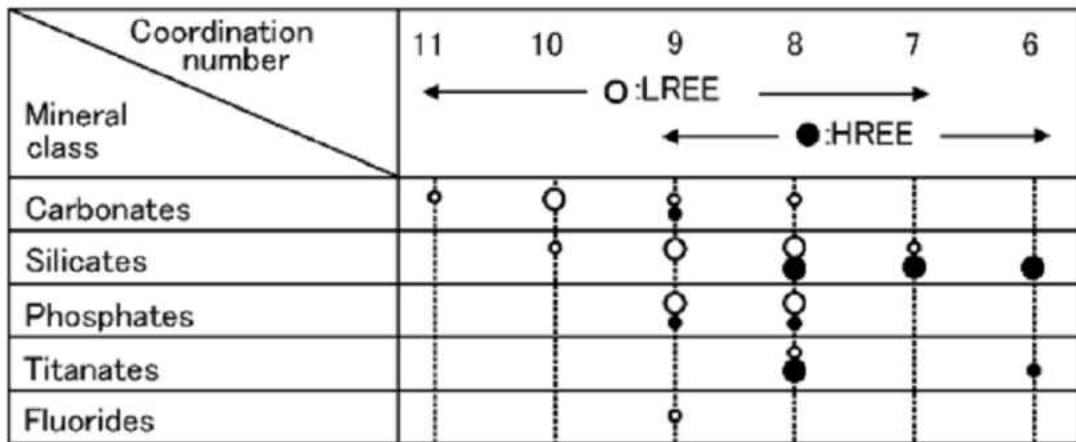 Coordination
number
Mineral
class
11 10 9 8 7 6
:LREE
:HREE
Carbonates
Silicates
Phosphates
Titanates
Fluorides